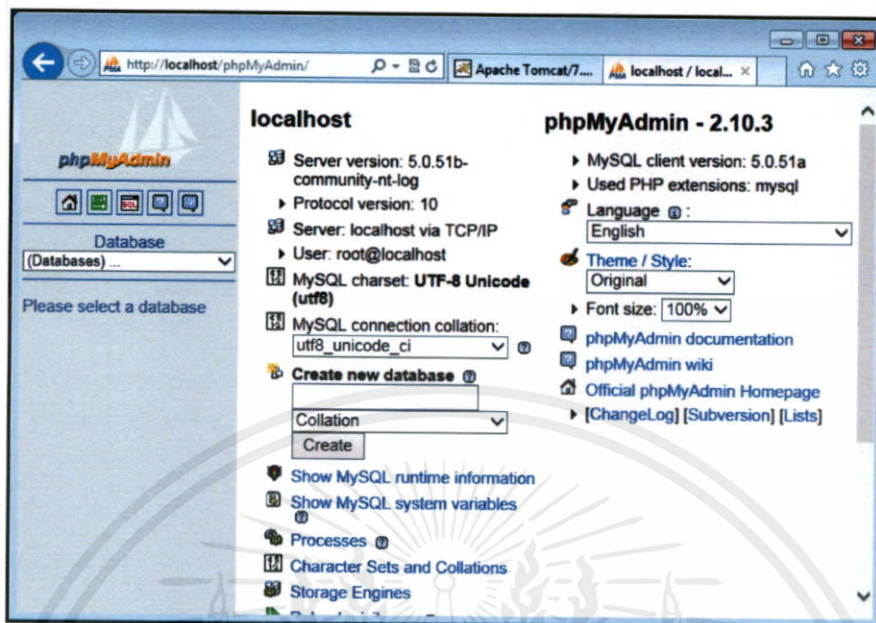 http://localhost/phpMyAdmin/
Apache Tomcat/7....
localhost / local...
phpMyAdmin
Database
(Databases) ...
Please select a database
localhost
Server version: 5.0.51b-
community-nt-log
Protocol version: 10
Server: localhost via TCP/IP
User: root@localhost
MySQL charset: UTF-8 Unicode
(utf8)
MySQL connection collation:
utf8_unicode_ci
Create new database
Collation
Create
Show MySQL runtime information
Show MySQL system variables
Processes
Character Sets and Collations
Storage Engines
phpMyAdmin - 2.10.3
MySQL client version: 5.0.51a
Used PHP extensions: mysql
Language :
English
Theme / Style:
Original
Font size: 100%
phpMyAdmin documentation
phpMyAdmin wiki
Official phpMyAdmin Homepage
[ChangeLog] [Subversion] [Lists]